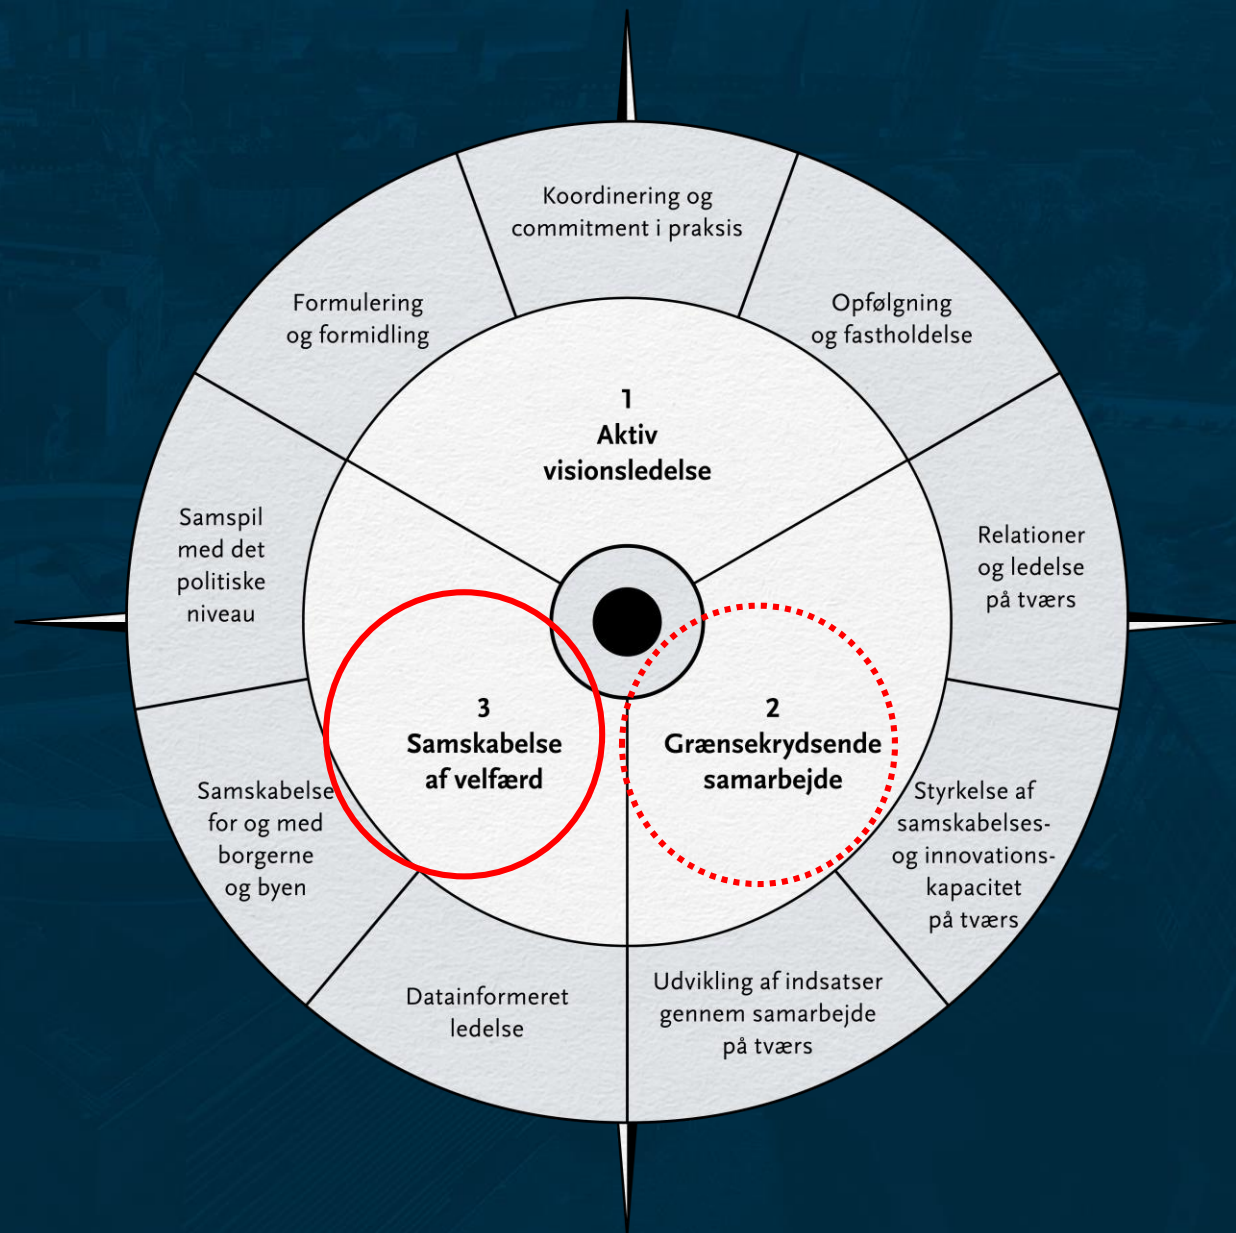 Koordinering og
commitment i praksis
Formulering
og formidling
Opfølgning
og fastholdelse
1
Aktiv
visionsledelse
Samspil
med det
politiske
niveau
Relationer
og ledelse
på tværs
3
Samskabelse
af velfærd
2
Grænsekrydsende
samarbejde
Samskabelse
for og med
borgerne
og byen
Styrkelse af
samskabelses-
og innovations-
kapacitet
på tværs
Datainformeret
ledelse
Udvikling af indsatser
gennem samarbejde
på tværs